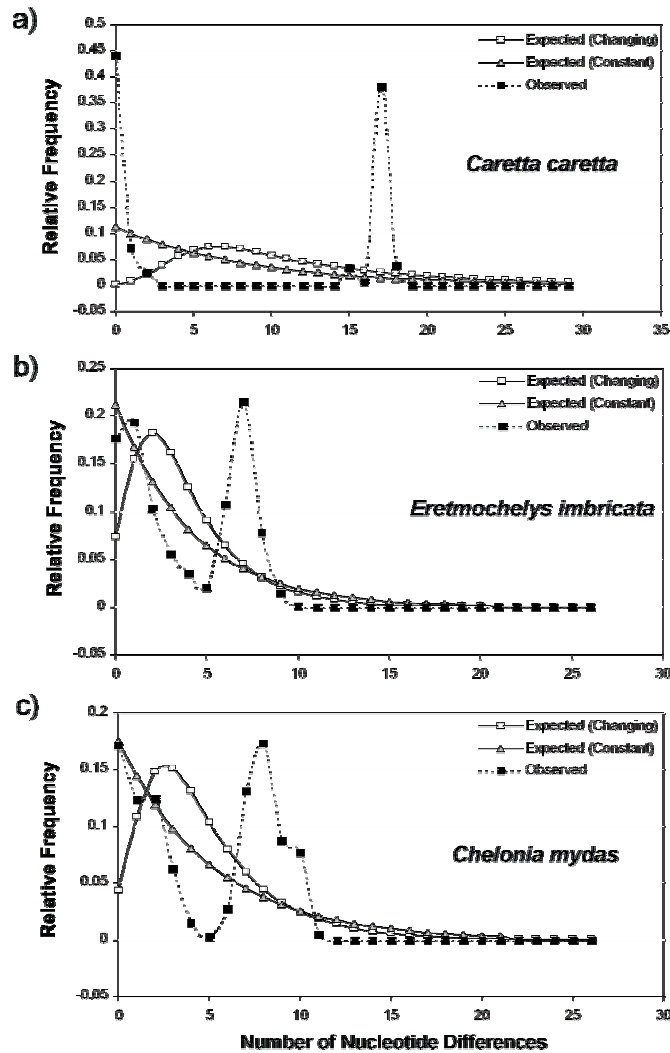 a)
0.5
0.45
0.4
0.35
0.3
0.25
0.2
0.15
0.1
0.05
0
-0.05
Relative Frequency
Expected (Changing)
Expected (Constant)
Observed
Caretta caretta
0 5 10 15 20 25 30 35
b)
0.25
0.2
0.15
0.1
0.05
0
-0.05
Relative Frequency
Expected (Changing)
Expected (Constant)
Observed
Eretmochelys imbricata
0 5 10 15 20 25 30
c)
0.2
0.15
0.1
0.05
0
-0.05
Relative Frequency
Expected (Changing)
Expected (Constant)
Observed
Chelonia mydas
0 5 10 15 20 25 30
Number of Nucleotide Differences